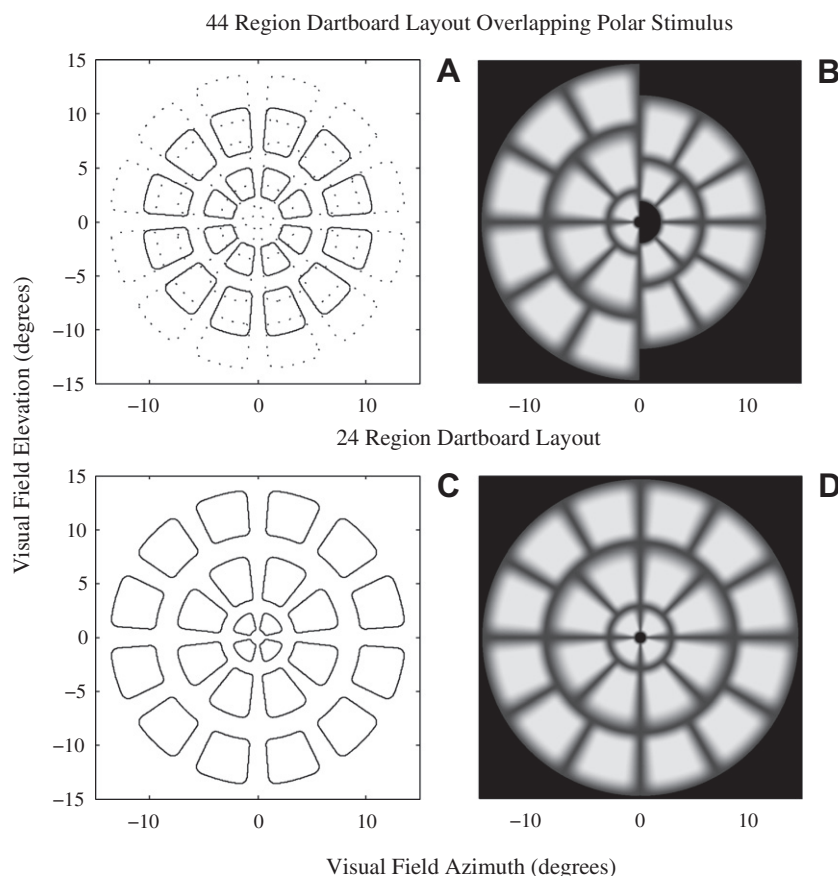 44 Region Dartboard Layout Overlapping Polar Stimulus
A
B
15
10
5
0
−5
−10
−15
−10 0 10
−10 0 10
Visual Field Elevation (degrees)
24 Region Dartboard Layout
C
D
15
10
5
0
−5
−10
−15
−10 0 10
−10 0 10
Visual Field Azimuth (degrees)